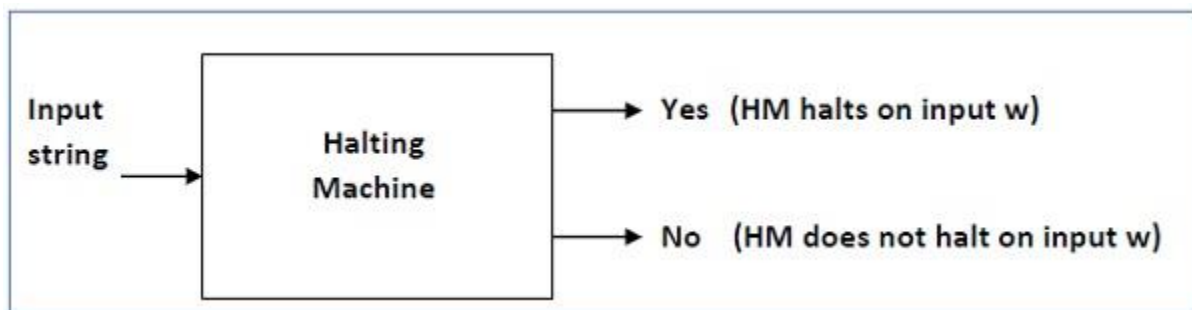 Input
string
Halting
Machine
Yes (HM halts on input w)
No (HM does not halt on input w)